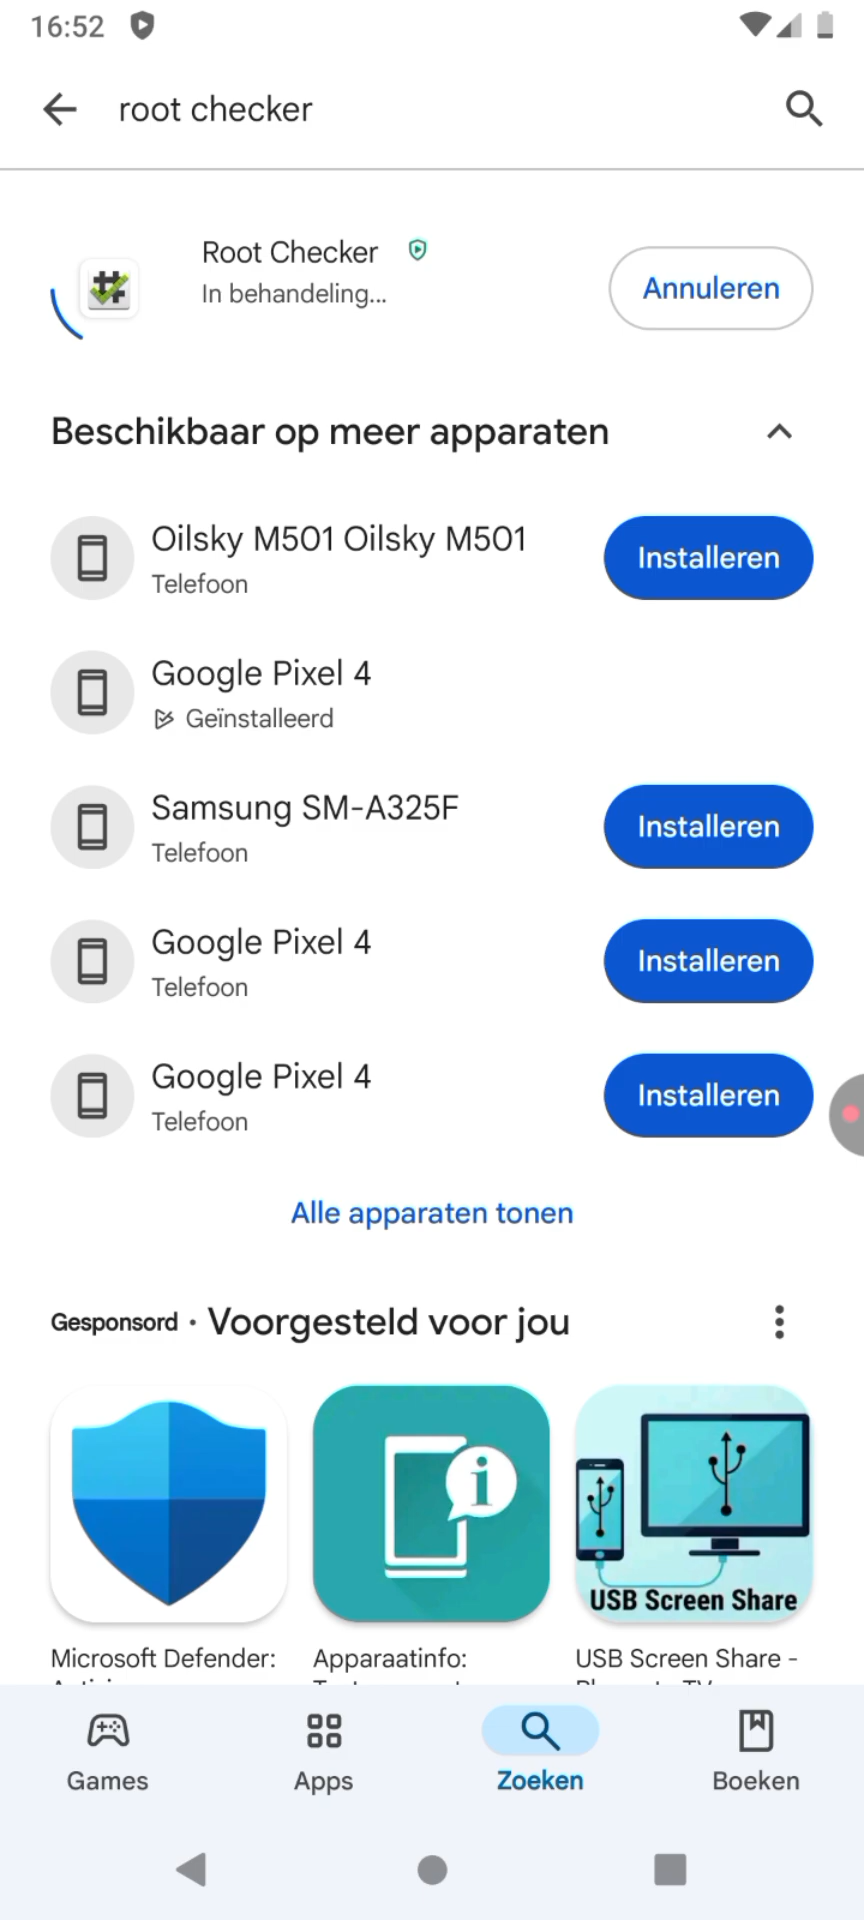 16:52
root checker
Root Checker
In behandeling...
Annuleren
Beschikbaar op meer apparaten
Oilsky M501 Oilsky M501
Telefoon
Installeren
Google Pixel 4
Geïnstalleerd
Samsung SM-A325F
Telefoon
Installeren
Google Pixel 4
Telefoon
Installeren
Google Pixel 4
Telefoon
Installeren
Alle apparaten tonen
Gesponsord · Voorgesteld voor jou
USB Screen Share
Microsoft Defender:
Apparaatinfo:
USB Screen Share -
Games
Apps
Zoeken
Boeken